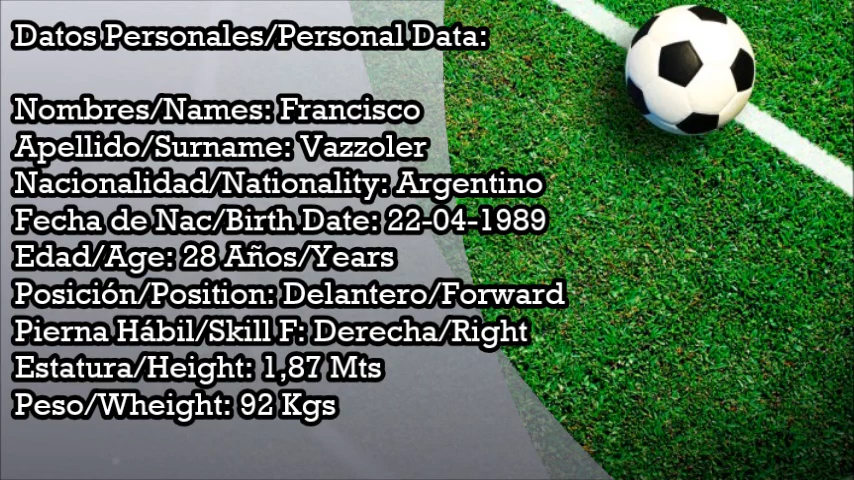 Datos Personales/Personal Data:
Nombres/Names: Francisco
Apellido/Surname: Vazzoler
Nacionalidad/Nationality: Argentino
Fecha de Nac/Birth Date: 22-04-1989
Edad/Age: 28 Años/Years
Posición/Position: Delantero/Forward
Pierna Hábil/Skill F: Derecha/Right
Estatura/Height: 1,87 Mts
Peso/Wheight: 92 Kgs